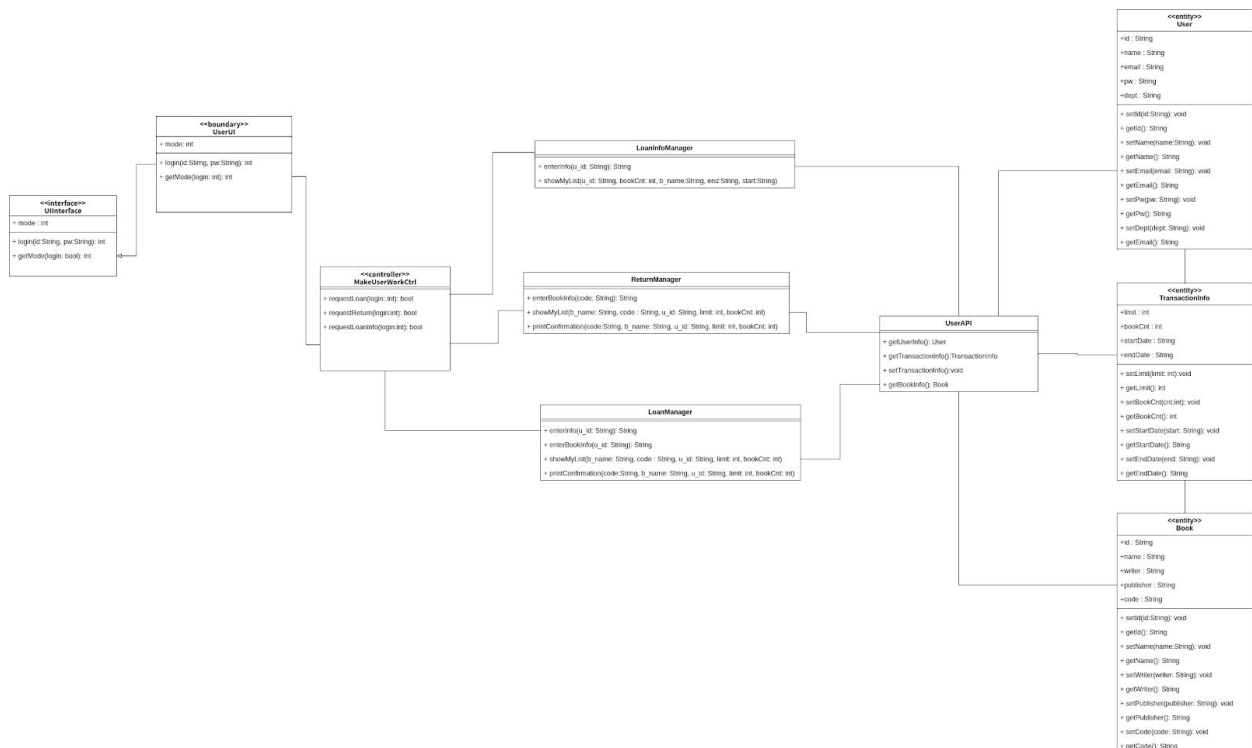 <<interface>>
UIInterface
+ mode : int
+ login(id:String, pw:String): int
+ getMode(login: bool): int
<<boundary>>
UserUI
+ mode: int
+ login(id:Stirng, pw:String): int
+ getMode(login: int): int
<<controller>>
MakeUserWorkCtrl
+ requestLoan(login: int): bool
+ requestReturn(login:int): bool
+ requestLoanInfo(login:int): bool
LoanInfoManager
+ enterInfo(u_id: String): String
+ showMyList(u_id: String, bookCnt: int, b_name:String, end:String, start:String)
ReturnManager
+ enterBookInfo(code: String): String
+ showMyList(b_name: String, code : String, u_id: String, limit: int, bookCnt: int)
+ printConfirmation(code:String, b_name: String, u_id: String, limit: int, bookCnt: int)
LoanManager
+ enterInfo(u_id: String): String
+ enterBookInfo(u_id: String): String
+ showMyList(b_name: String, code : String, u_id: String, limit: int, bookCnt: int)
+ printConfirmation(code:String, b_name: String, u_id: String, limit: int, bookCnt: int)
UserAPI
+ getUserInfo(): User
+ getTransactionInfo():TransactionInfo
+ setTransactionInfo():void
+ getBookInfo(): Book
<<entity>>
User
+id : String
+name : String
+email : String
+pw : String
+dept : String
+ setId(id:String): void
+ getId(): String
+ setName(name:String): void
+ getName(): String
+ setEmail(email: String): void
+ getEmail(): String
+ setPw(pw: String): void
+ getPw(): String
+ setDept(dept: String): void
+ getEmail(): String
<<entity>>
TransactionInfo
+limit : int
+bookCnt : int
+startDate : String
+endDate : String
+ setLimit(limit: int):void
+ getLImit(): int
+ setBookCnt(cnt:int): void
+ getBookCnt(): int
+ setStartDate(start: String): void
+ getStartDate(): String
+ setEndDate(end: String): void
+ getEndDate(): String
<<entity>>
Book
+id : String
+name : String
+writer : String
+publisher : String
+code : String
+ setId(id:String): void
+ getId(): String
+ setName(name:String): void
+ getName(): String
+ setWriter(writer: String): void
+ getWriter(): String
+ setPublisher(publisher: String): void
+ getPublisher(): String
+ setCode(code: String): void
+ getCode(): String